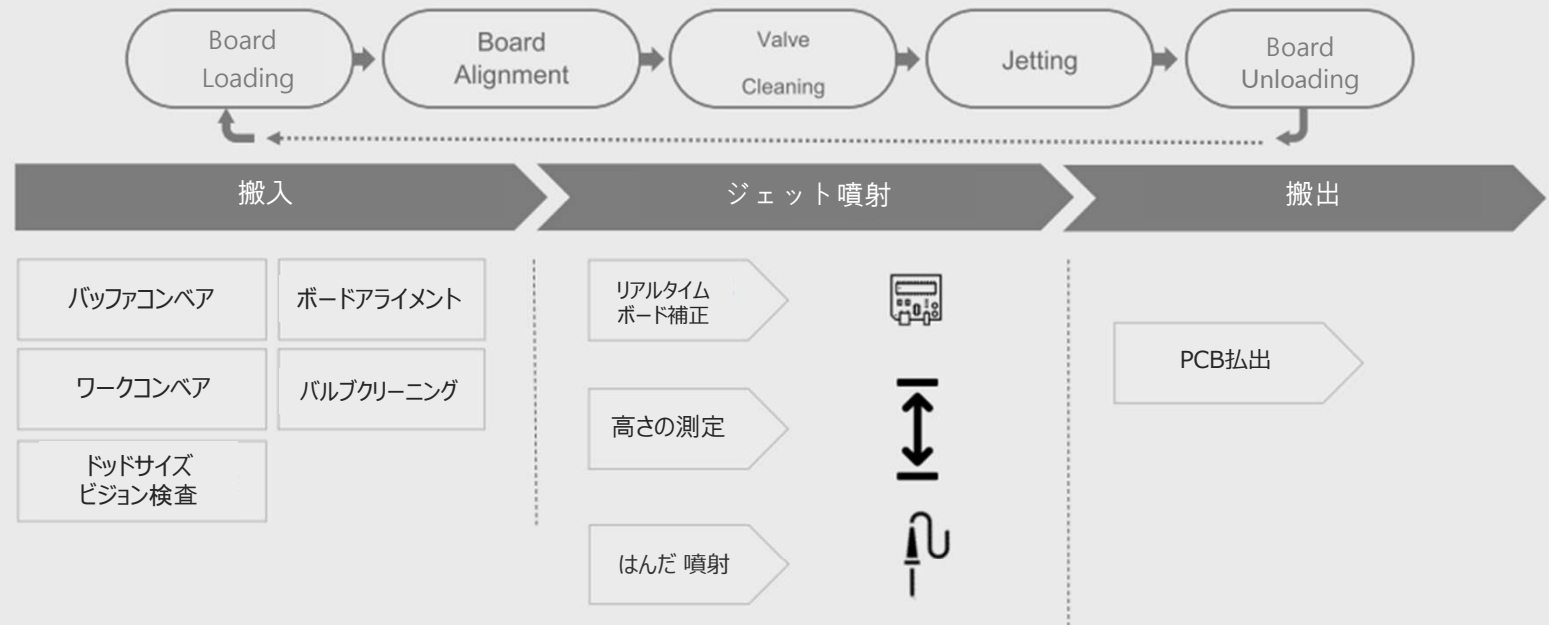 Board
Loading
Board
Alignment
Valve
Cleaning
Jetting
Board
Unloading
搬入
ジェット噴射
搬出
バッファコンベア
ボードアライメント
ワークコンベア
バルブクリーニング
ドッドサイズ
ビジョン検査
リアルタイム
ボード補正
高さの測定
はんだ 噴射
PCB払出